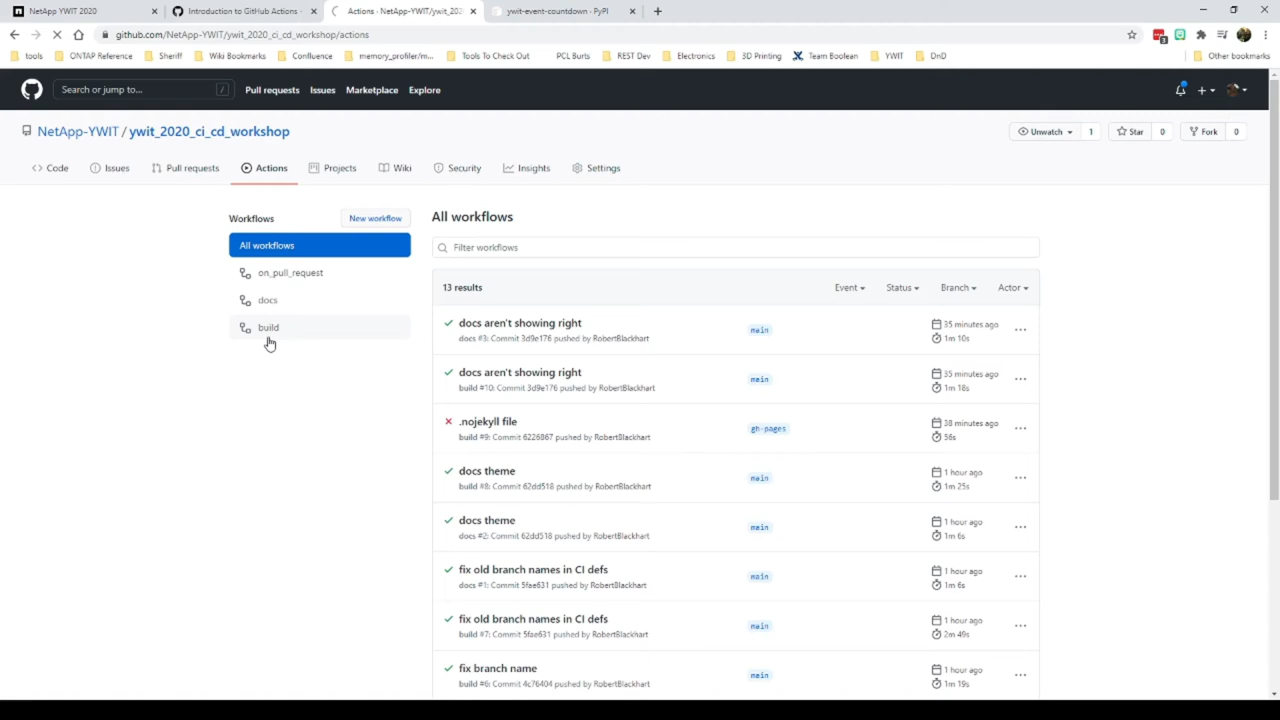 NetApp YWIT 2020
Introduction to GitHub Actions -
Actions · NetApp-YWIT/ywit_20
ywit-event-countdown · PyPI
github.com/NetApp-YWIT/ywit_2020_ci_cd_workshop/actions
tools ONTAP Reference Sheriff Wiki Bookmarks Confluence memory_profiler/m... Tools To Check Out PCL Burts REST Dev Electronics 3D Printing Team Boolean YWIT DnD Other bookmarks
Search or jump to... / Pull requests Issues Marketplace Explore
NetApp-YWIT / ywit_2020_ci_cd_workshop Unwatch 1 Star 0 Fork 0
Code Issues Pull requests Actions Projects Wiki Security Insights Settings
Workflows New workflow
All workflows
on_pull_request
docs
build
All workflows
Filter workflows
13 results Event Status Branch Actor
docs aren't showing right main 35 minutes ago
docs #3: Commit 3d9e176 pushed by RobertBlackhart 1m 10s
docs aren't showing right main 35 minutes ago
build #10: Commit 3d9e176 pushed by RobertBlackhart 1m 18s
.nojekyll file gh-pages 38 minutes ago
build #9: Commit 6226867 pushed by RobertBlackhart 56s
docs theme main 1 hour ago
build #8: Commit 62dd518 pushed by RobertBlackhart 1m 25s
docs theme main 1 hour ago
docs #2: Commit 62dd518 pushed by RobertBlackhart 1m 6s
fix old branch names in CI defs main 1 hour ago
docs #1: Commit 5fae631 pushed by RobertBlackhart 1m 6s
fix old branch names in CI defs main 1 hour ago
build #7: Commit 5fae631 pushed by RobertBlackhart 2m 49s
fix branch name main 1 hour ago
build #6: Commit 4c76404 pushed by RobertBlackhart 1m 19s